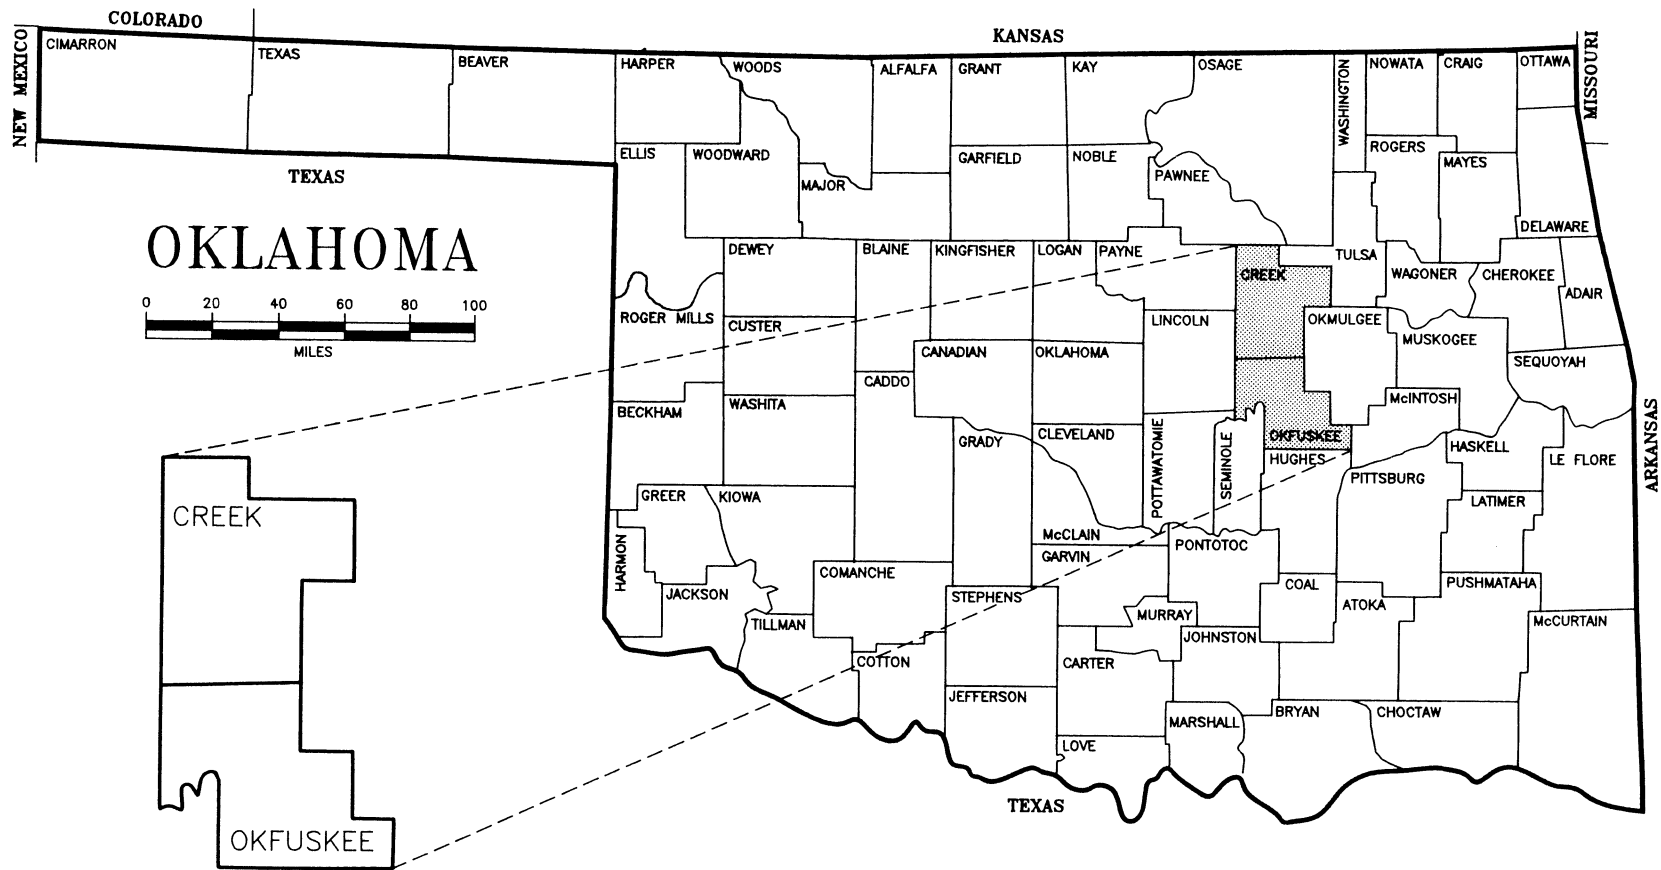 COLORADO
KANSAS
NEW MEXICO
MISSOURI
CIMARRON
TEXAS
BEAVER
HARPER
WOODS
ALFALFA
GRANT
KAY
OSAGE
WASHINGTON
NOWATA
CRAIG
OTTAWA
ELLIS
WOODWARD
MAJOR
GARFIELD
NOBLE
PAWNEE
ROGERS
MAYES
DELAWARE
TEXAS
OKLAHOMA
0 20 40 60 80 100
MILES
DEWEY
BLAINE
KINGFISHER
LOGAN
PAYNE
CREEK
TULSA
WAGONER
CHEROKEE
ADAIR
ROGER MILLS
CUSTER
CANADIAN
OKLAHOMA
LINCOLN
OKMULGEE
MUSKOGEE
SEQUOYAH
BECKHAM
WASHITA
CADDO
GRADY
CLEVELAND
POTTAWATOMIE
SEMINOLE
OKFUSKEE
HUGHES
McINTOSH
HASKELL
LE FLORE
ARKANSAS
PITTSBURG
LATIMER
GREER
KIOWA
HARMON
JACKSON
TILLMAN
COMANCHE
COTTON
McCLAIN
GARVIN
PONTOTOC
STEPHENS
MURRAY
COAL
ATOKA
PUSHMATAHA
McCURTAIN
JOHNSTON
CARTER
JEFFERSON
LOVE
MARSHALL
BRYAN
CHOCTAW
TEXAS
CREEK
OKFUSKEE